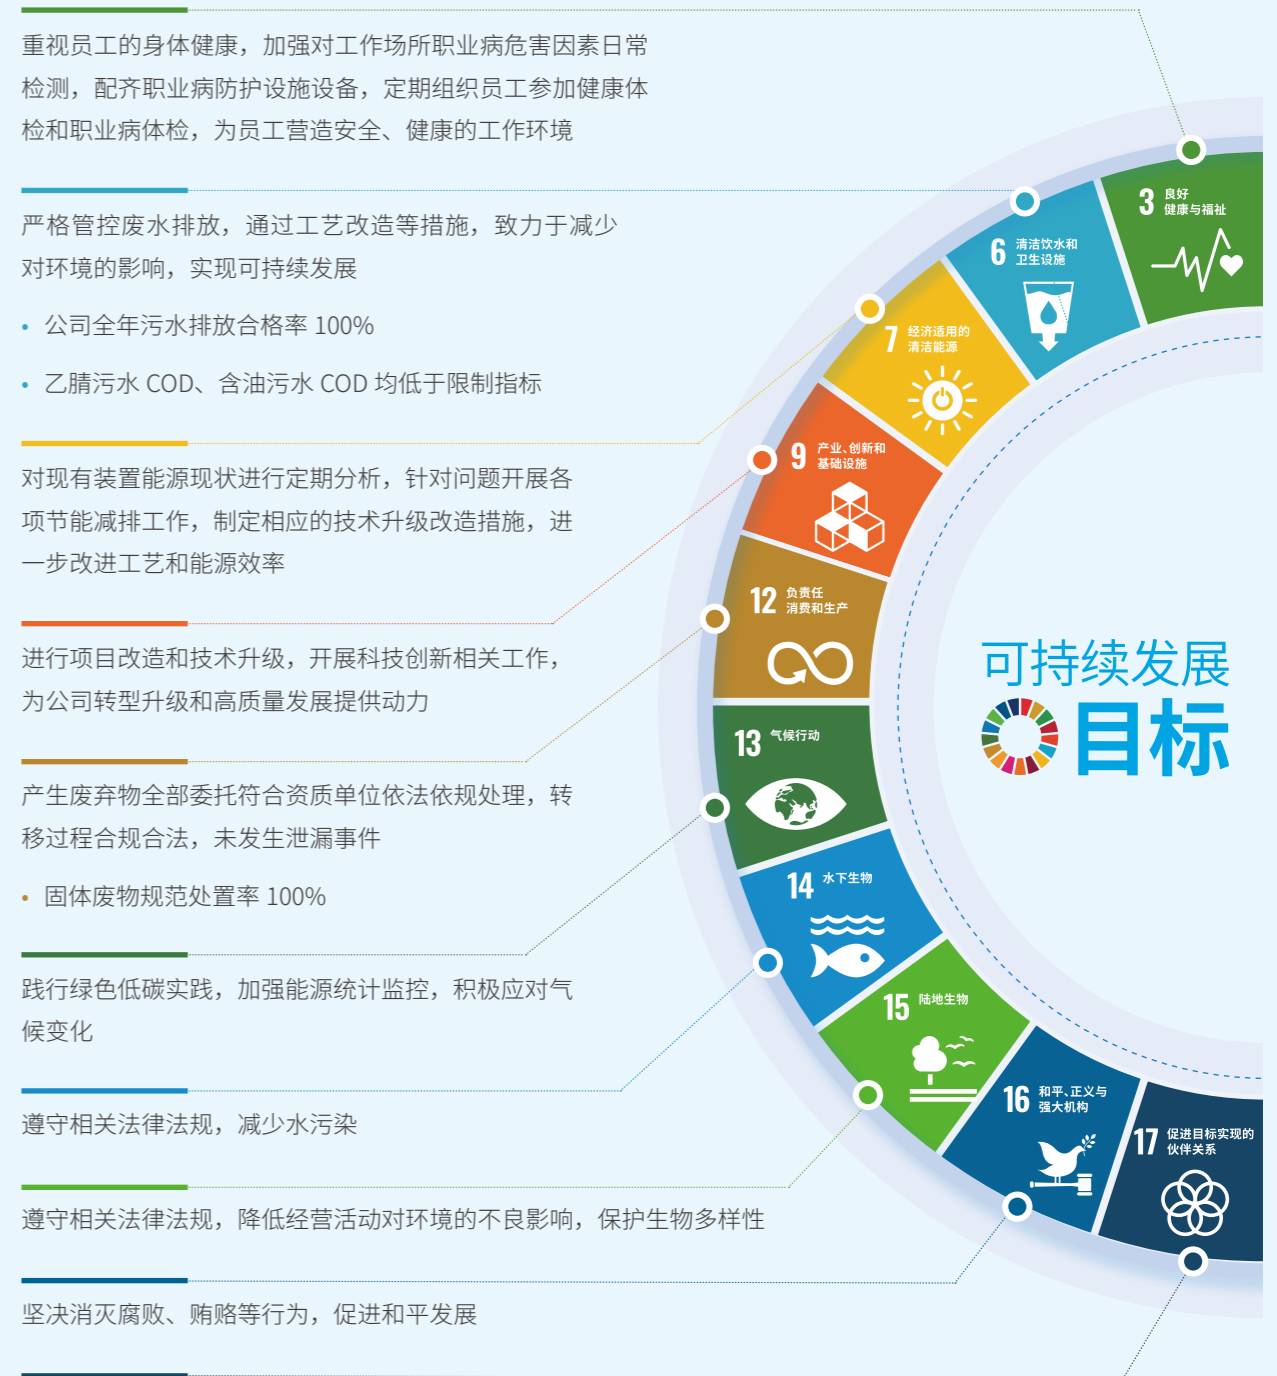 重视员工的身体健康，加强对工作场所职业病危害因素日常
检测，配齐职业病防护设施设备，定期组织员工参加健康体
检和职业病体检，为员工营造安全、健康的工作环境
严格管控废水排放，通过工艺改造等措施，致力于减少
对环境的影响，实现可持续发展
• 公司全年污水排放合格率 100%
• 乙腈污水 COD、含油污水 COD 均低于限制指标
对现有装置能源现状进行定期分析，针对问题开展各
项节能减排工作，制定相应的技术升级改造措施，进
一步改进工艺和能源效率
进行项目改造和技术升级，开展科技创新相关工作，
为公司转型升级和高质量发展提供动力
产生废弃物全部委托符合资质单位依法依规处理，转
移过程合规合法，未发生泄漏事件
• 固体废物规范处置率 100%
践行绿色低碳实践，加强能源统计监控，积极应对气
候变化
遵守相关法律法规，减少水污染
遵守相关法律法规，降低经营活动对环境的不良影响，保护生物多样性
坚决消灭腐败、贿赂等行为，促进和平发展
3 良好
健康与福祉
6 清洁饮水和
卫生设施
7 经济适用的
清洁能源
9 产业、创新和
基础设施
12 负责任
消费和生产
13 气候行动
14 水下生物
15 陆地生物
16 和平、正义与
强大机构
17 促进目标实现的
伙伴关系
可持续发展
目标